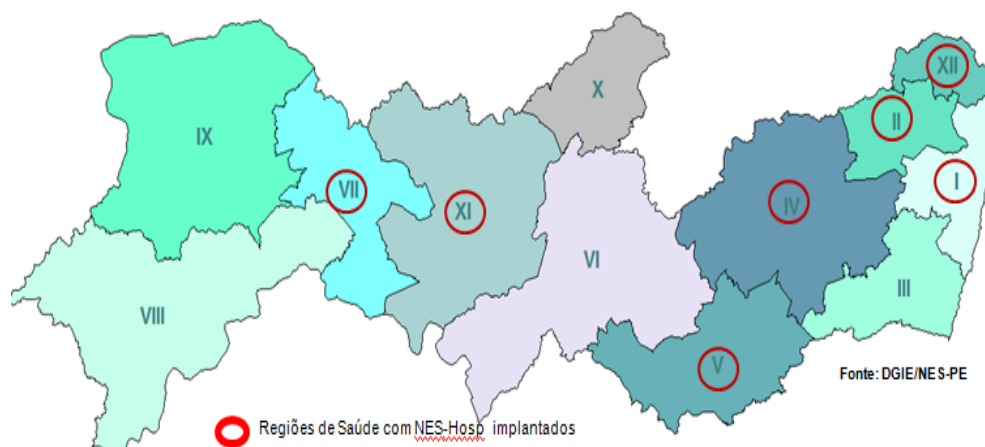 XII
X
II
IX
VII
I
IV
XI
VI
III
VIII
V
Fonte: DGIE/NES-PE
Regiões de Saúde com NES-Hosp implantados